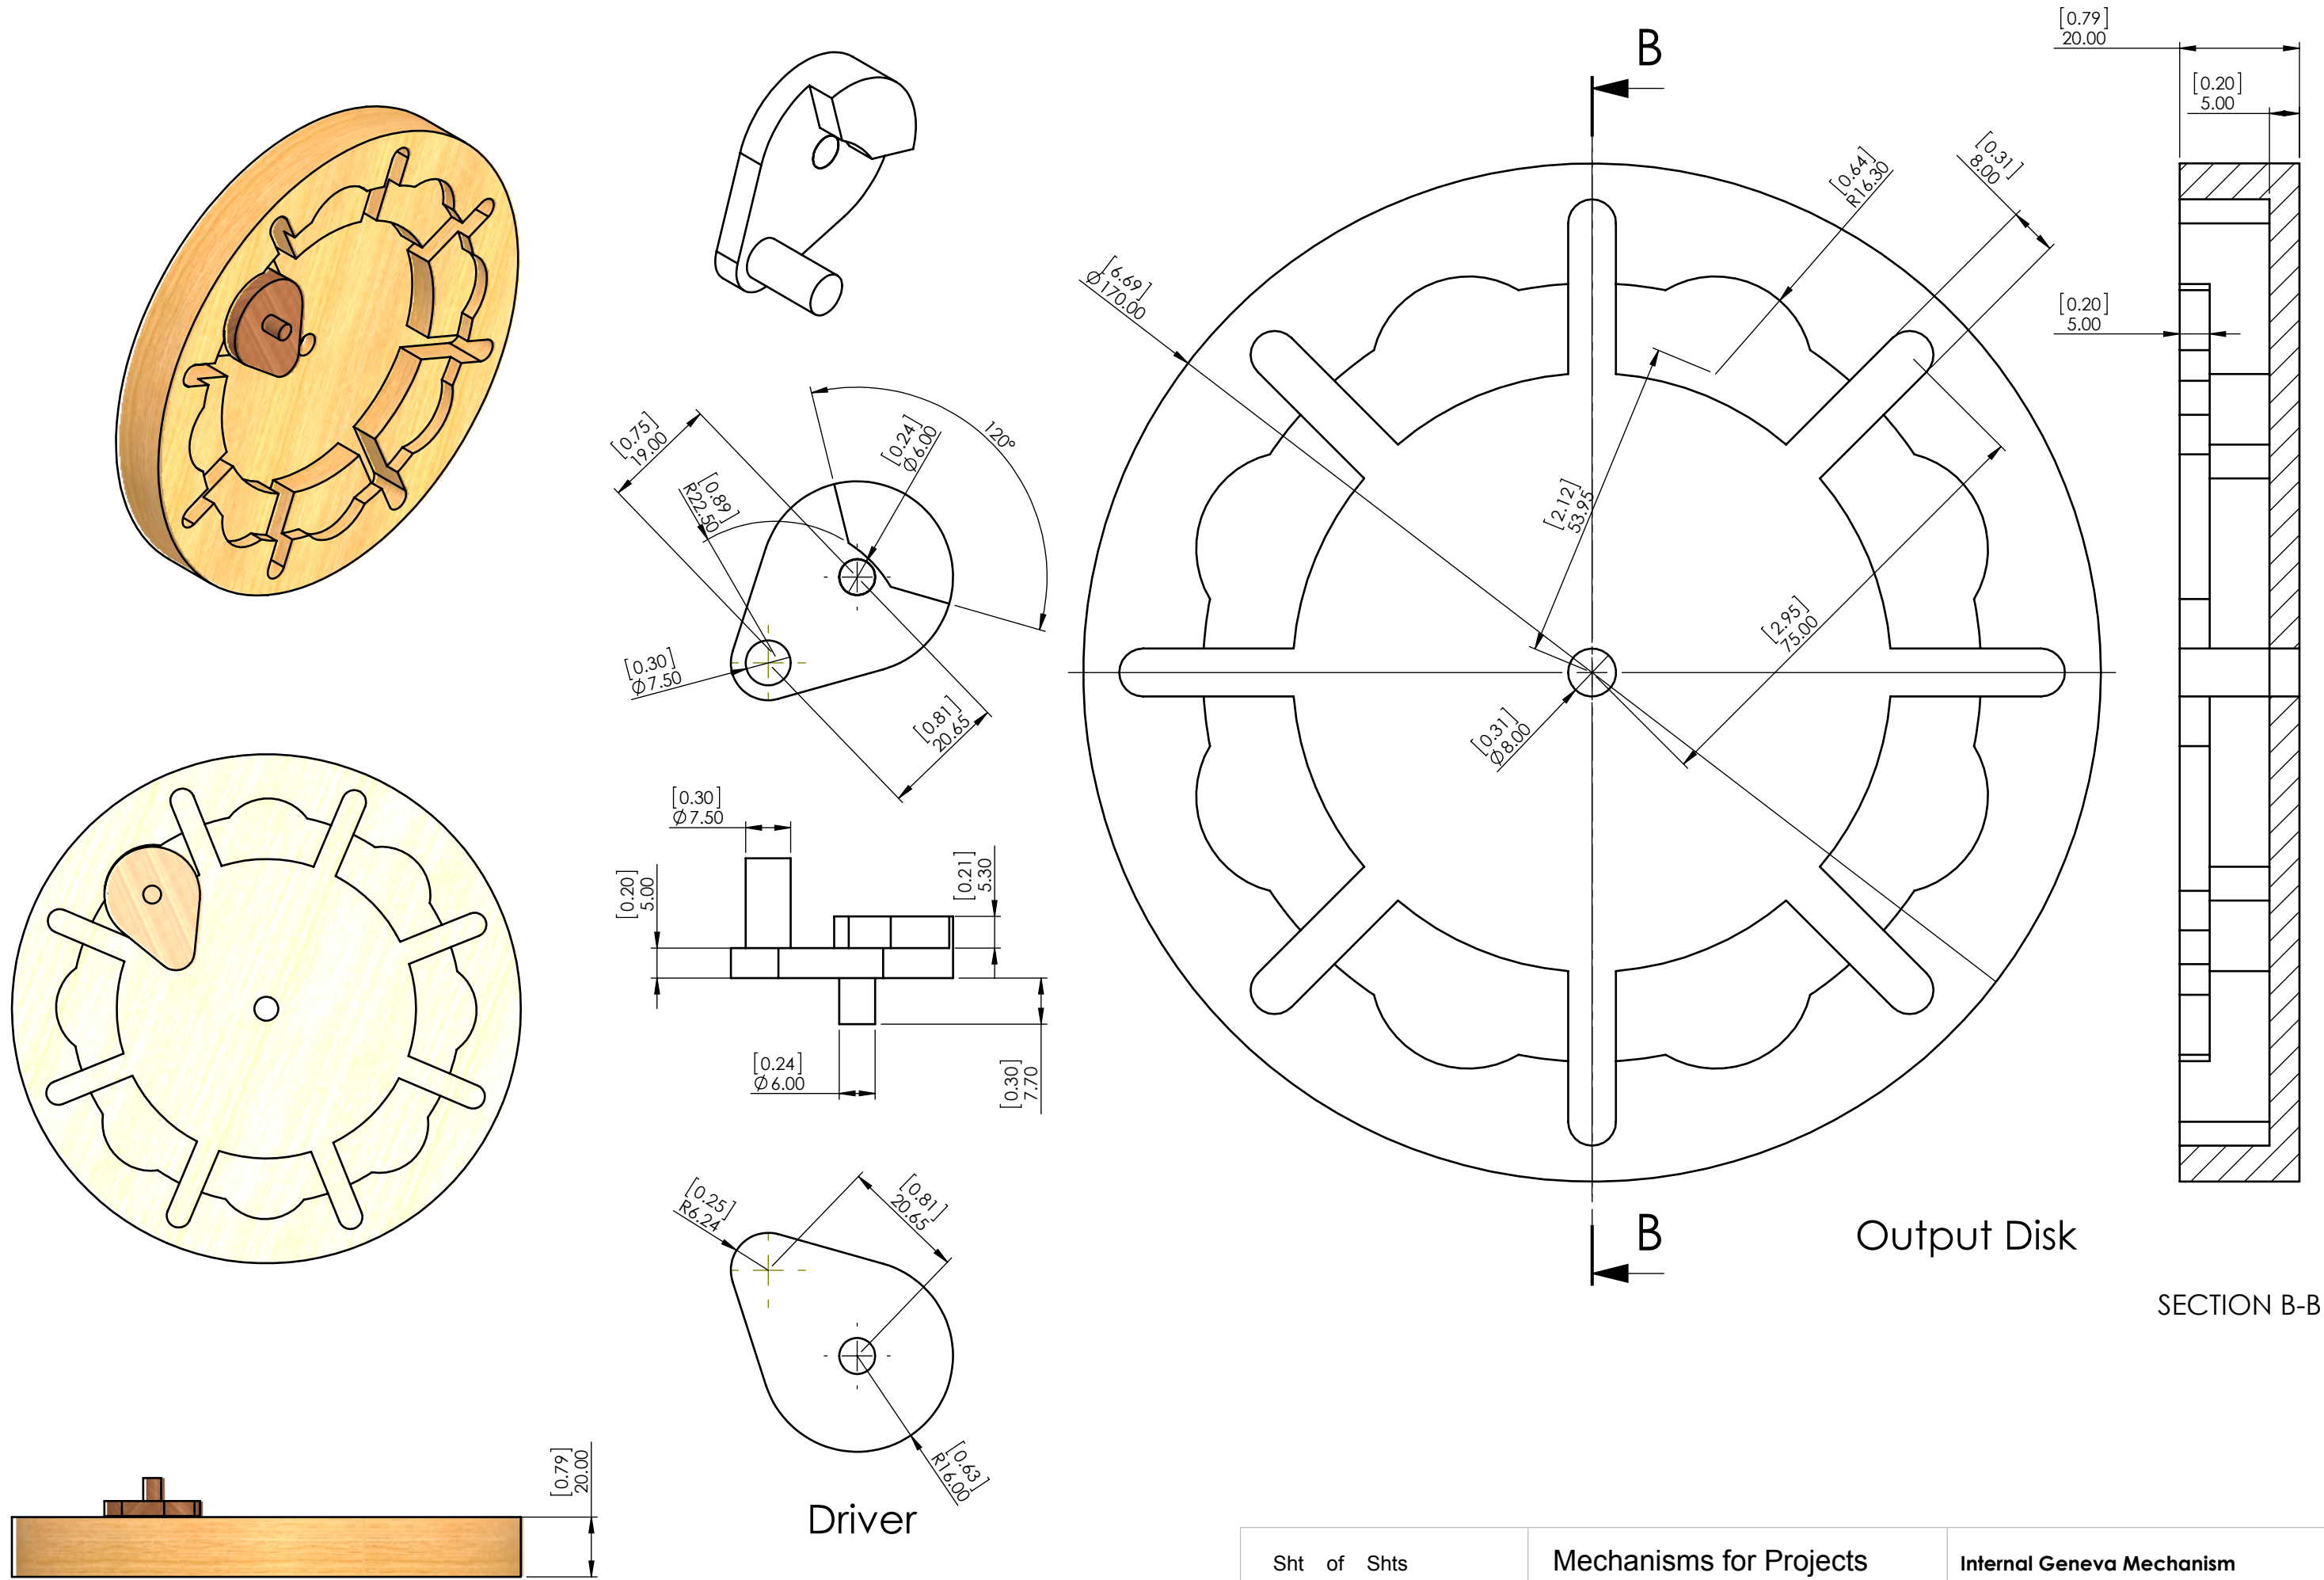 B
[0.79]
20.00
[0.20]
5.00
[0.31]
8.00
[0.64]
R16.30
[6.69]
Ø170.00
[0.20]
5.00
[2.12]
53.95
[2.95]
75.00
[0.31]
Ø8.00
120°
[0.24]
Ø6.00
[0.75]
19.00
[0.89]
R22.50
[0.30]
Ø7.50
[0.81]
20.65
[0.30]
Ø7.50
[0.20]
5.00
[0.21]
5.30
[0.24]
Ø6.00
[0.30]
7.70
[0.25]
R6.24
[0.81]
20.65
[0.63]
R16.00
B
Output Disk
SECTION B-B
[0.79]
20.00
Driver
Sht of Shts
Mechanisms for Projects
Internal Geneva Mechanism